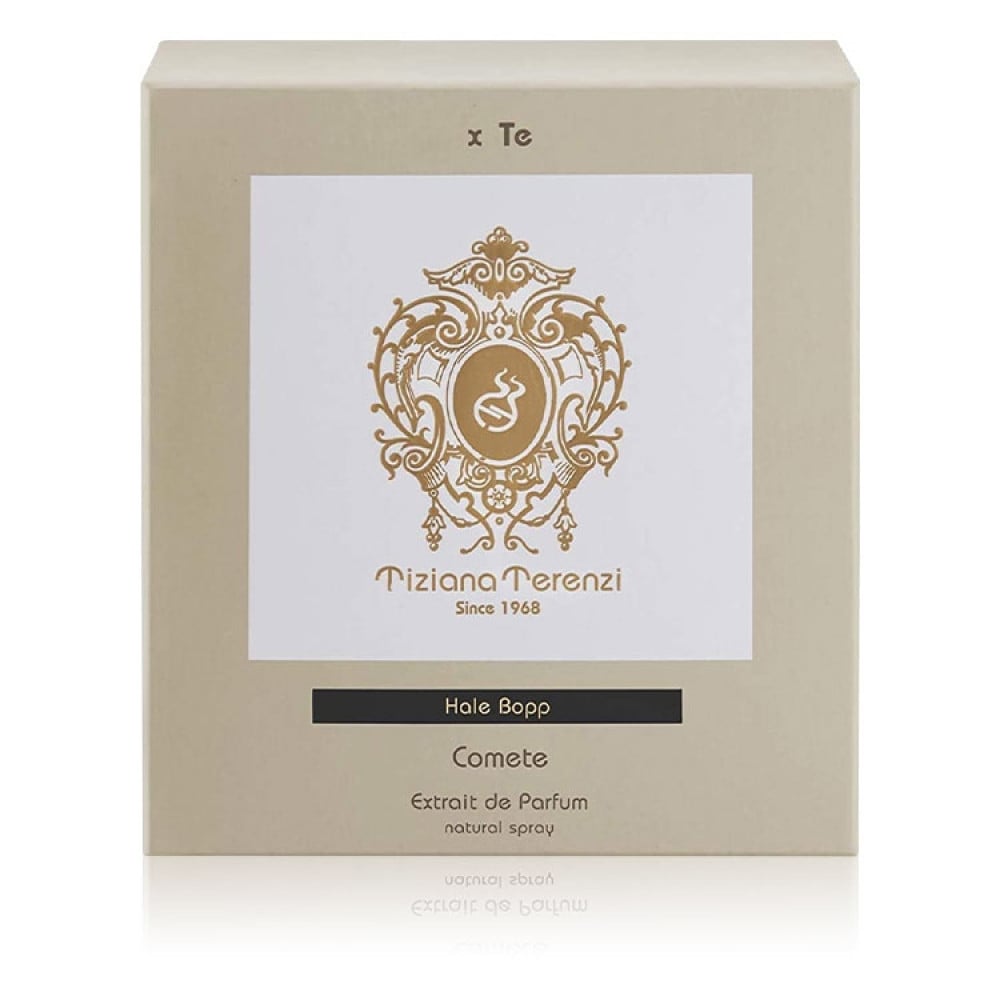 x Te
Tiziana Terenzi
Since 1968
Hale Bopp
Comete
Extrait de Parfum
natural spray